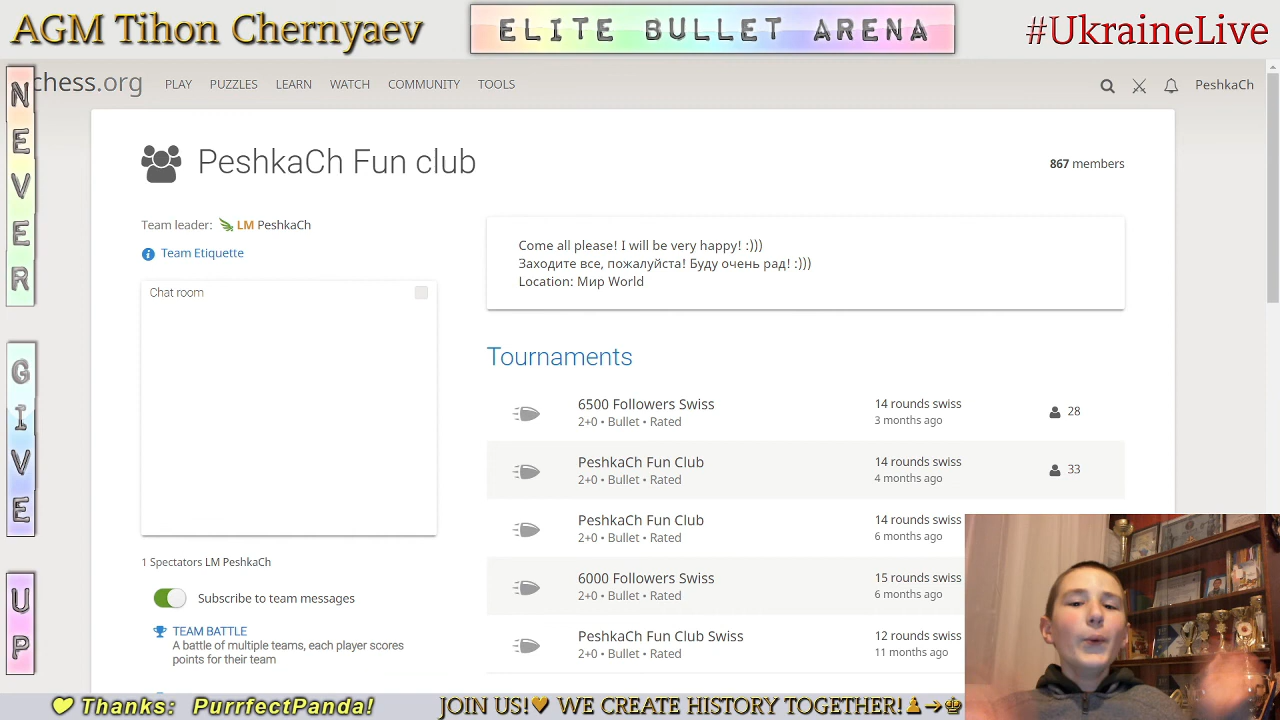 AGM Tihon Chernyaev
ELITE BULLET ARENA
#UkraineLive
NEVER
GIVE
UP
chess.org
PLAY PUZZLES LEARN WATCH COMMUNITY TOOLS
PeshkaCh
PeshkaCh Fun club
867 members
Team leader: LM PeshkaCh
Team Etiquette
Chat room
1 Spectators LM PeshkaCh
Subscribe to team messages
TEAM BATTLE
A battle of multiple teams, each player scores
points for their team
Come all please! I will be very happy! :)))
Заходите все, пожалуйста! Буду очень рад! :)))
Location: Мир World
Tournaments
6500 Followers Swiss
2+0 • Bullet • Rated
14 rounds swiss
3 months ago
28
PeshkaCh Fun Club
2+0 • Bullet • Rated
14 rounds swiss
4 months ago
33
PeshkaCh Fun Club
2+0 • Bullet • Rated
14 rounds swiss
6 months ago
6000 Followers Swiss
2+0 • Bullet • Rated
15 rounds swiss
6 months ago
PeshkaCh Fun Club Swiss
2+0 • Bullet • Rated
12 rounds swiss
11 months ago
Thanks: PurrfectPanda!
JOIN US!♥ WE CREATE HISTORY TOGETHER!♟→♚